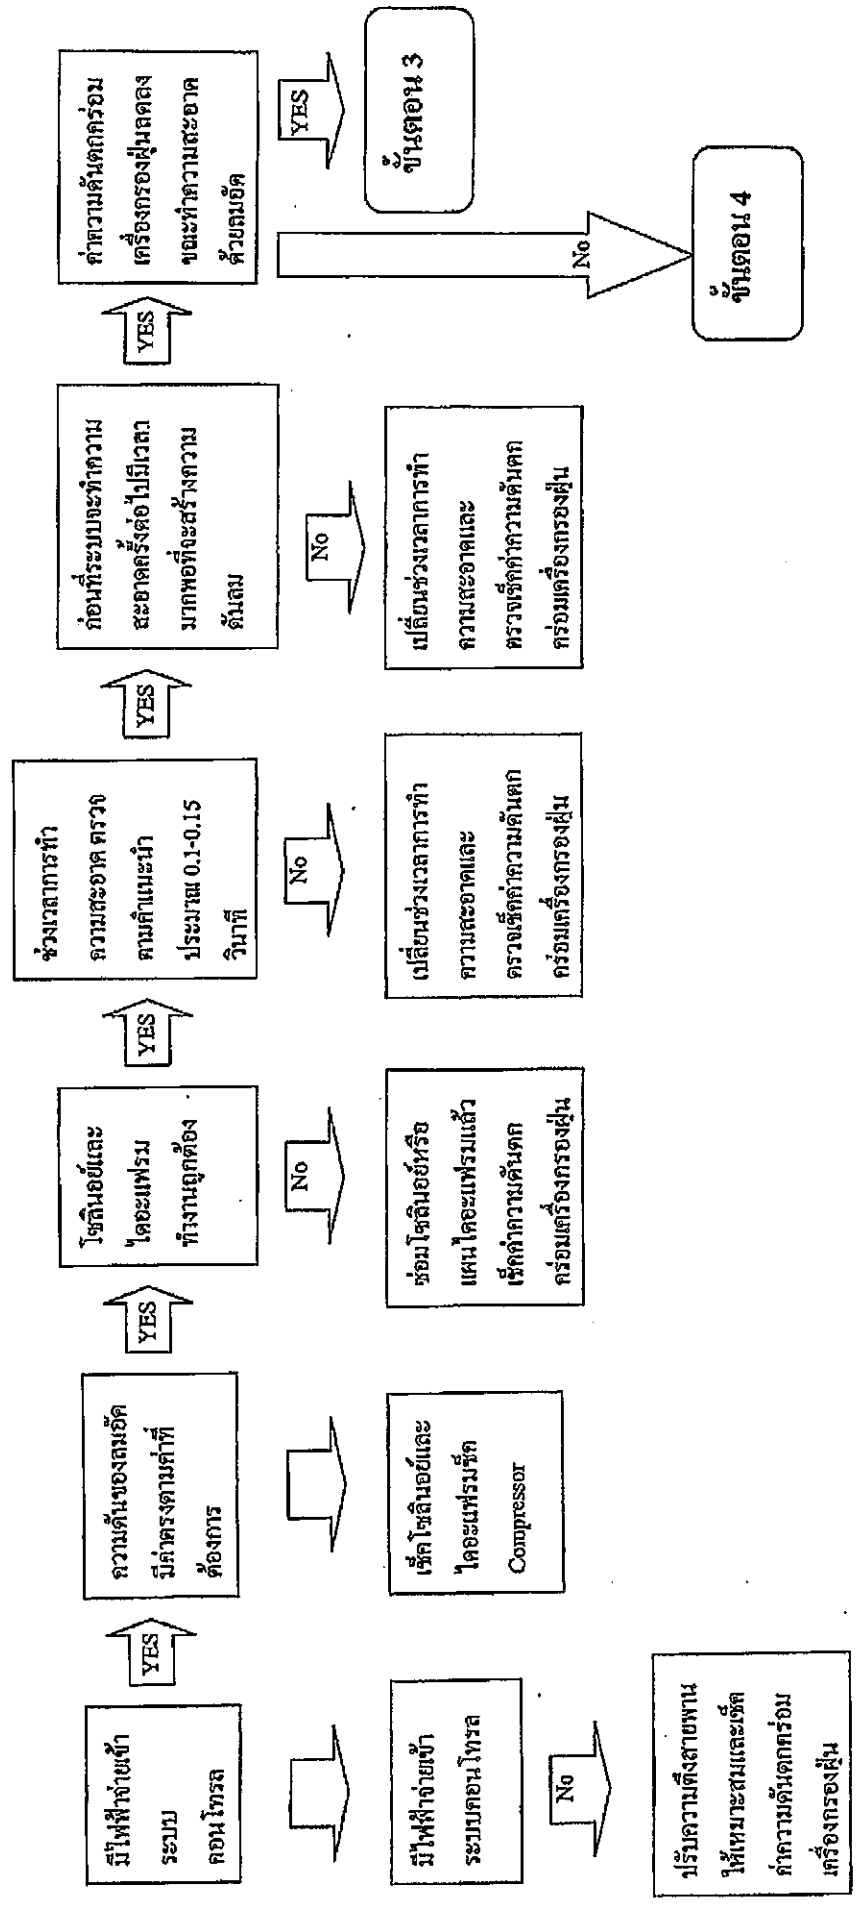 มีไฟฟ้าจ่ายเข้า
ระบบ
คอนโทรล
YES
ความดันของลมอัด
มีค่าตรงตามค่าที่
ต้องการ
YES
โซลินอย์และ
ไดอะแฟรม
ทำงานถูกต้อง
YES
ช่วงเวลาการทำ
ความสะอาด ตรวจ
ตามคำแนะนำ
ประมาณ 0.1-0.15
วินาที
YES
ก่อนที่ระบบจะทำความ
สะอาดครั้งต่อไปมีเวลา
มากพอที่จะสร้างความ
ดันลม
YES
ค่าความดันตกคร่อม
เครื่องกรองฝุ่นลดลง
ขณะทำความสะอาด
ด้วยลมอัด
มีไฟฟ้าจ่ายเข้า
ระบบคอนโทรล
No
ปรับความตึงสายพาน
ให้เหมาะสมและเช็ค
ค่าความดันตกคร่อม
เครื่องกรองฝุ่น
เช็คโซลินอย์และ
ไดอะแฟรมเช็ค
Compressor
No
ซ่อมโซลินอย์หรือ
แผ่นไดอะแฟรมแล้ว
เช็คค่าความดันตก
คร่อมเครื่องกรองฝุ่น
No
เปลี่ยนช่วงเวลาการทำ
ความสะอาดและ
ตรวจเช็คค่าความดันตก
คร่อมเครื่องกรองฝุ่น
No
เปลี่ยนช่วงเวลาการทำ
ความสะอาดและ
ตรวจเช็คค่าความดันตก
คร่อมเครื่องกรองฝุ่น
No
ขั้นตอน 4
YES
ขั้นตอน 3